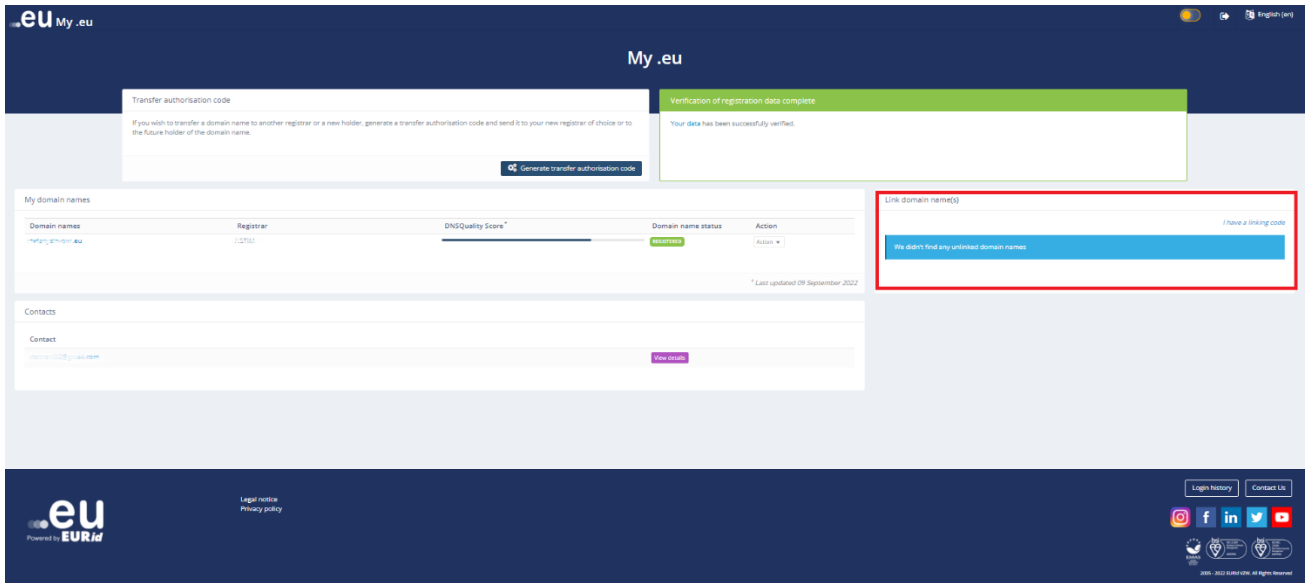 .eu My .eu
English (en)
My .eu
Transfer authorisation code
If you wish to transfer a domain name to another registrar or a new holder, generate a transfer authorisation code and send it to your new registrar of choice or to
the future holder of the domain name.
Generate transfer authorisation code
Verification of registration data complete
Your data has been successfully verified.
My domain names
Domain names Registrar DNSQuality Score* Domain name status Action
.eu REGISTERED Action
* Last updated 09 September 2022
Link domain name(s)
I have a linking code
We didn't find any unlinked domain names
Contacts
Contact
View details
.eu
Powered by EURid
Legal notice
Privacy policy
Login history Contact Us
2005 - 2022 EURid VZW. All Rights Reserved